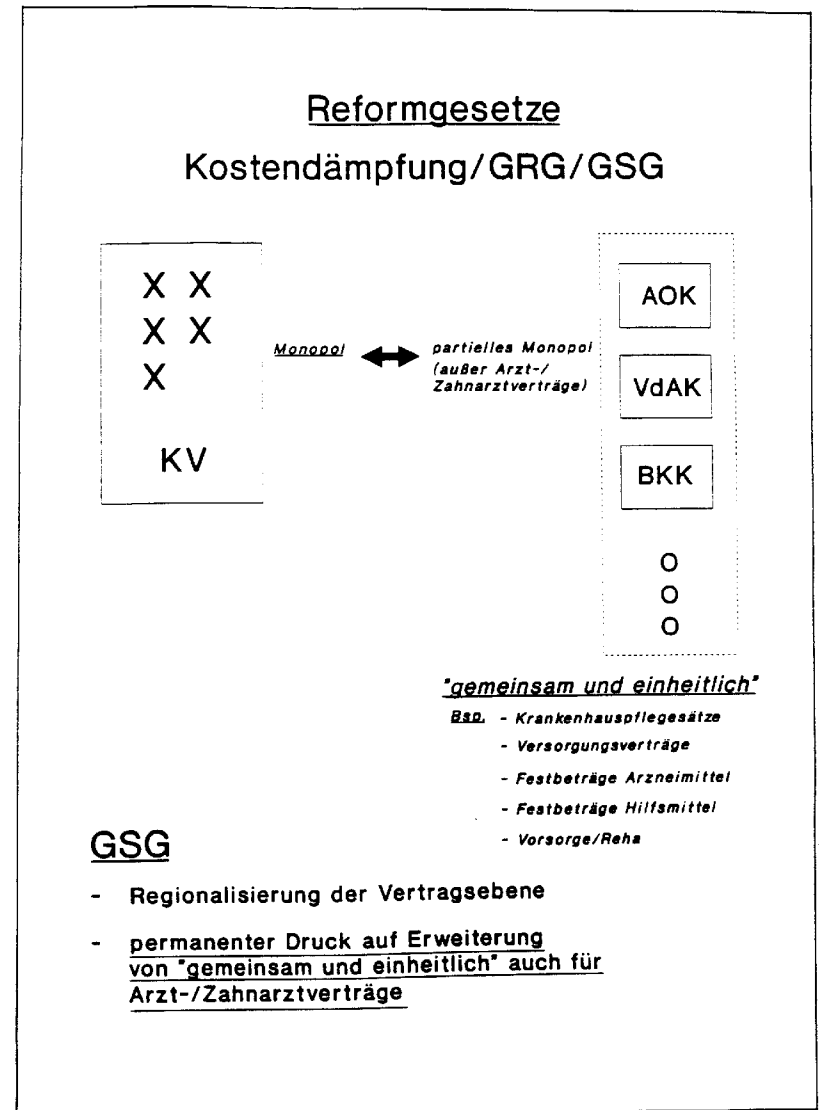 Reformgesetze
Kostendämpfung/GRG/GSG
X X
X X
X
KV
Monopol
partielles Monopol
(außer Arzt-/
Zahnarztverträge)
AOK
VdAK
BKK
O
O
O
"gemeinsam und einheitlich"
Bsp. - Krankenhauspflegesätze
- Versorgungsverträge
- Festbeträge Arzneimittel
- Festbeträge Hilfsmittel
- Vorsorge/Reha
GSG
- Regionalisierung der Vertragsebene
- permanenter Druck auf Erweiterung
von "gemeinsam und einheitlich" auch für
Arzt-/Zahnarztverträge